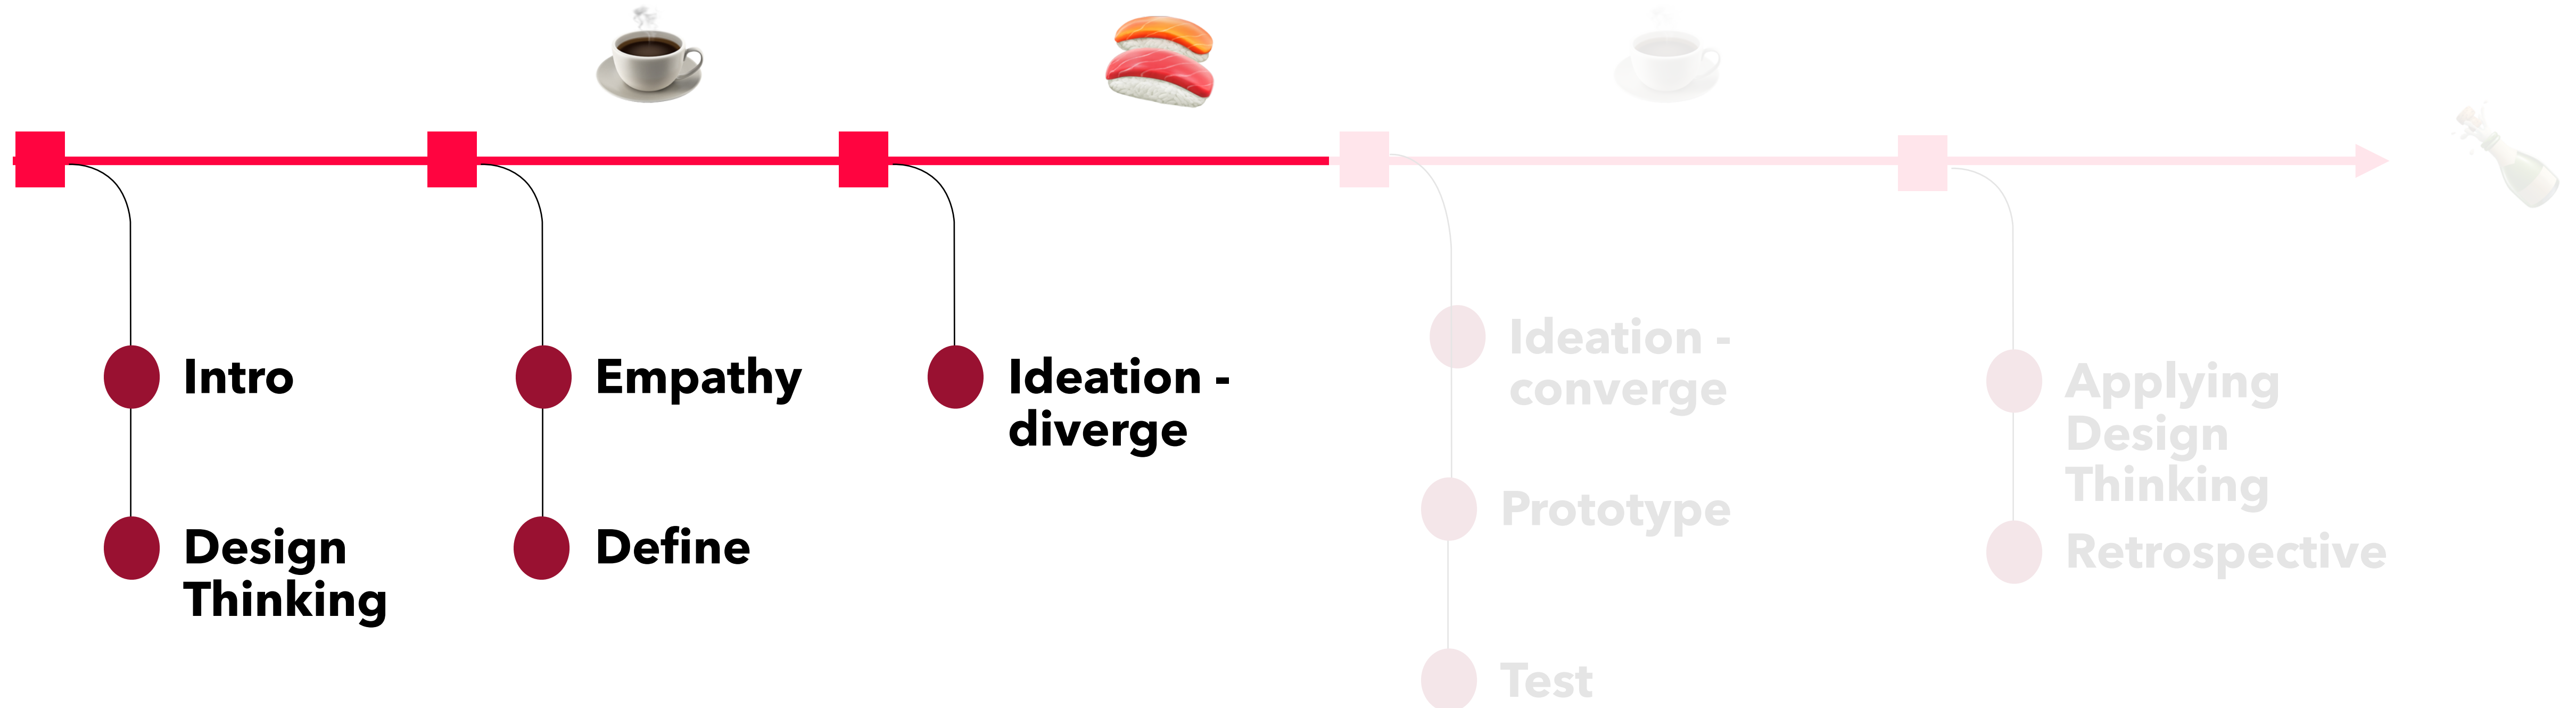 Intro
Design
Thinking
Empathy
Define
Ideation -
diverge
Ideation -
converge
Prototype
Test
Applying
Design
Thinking
Retrospective